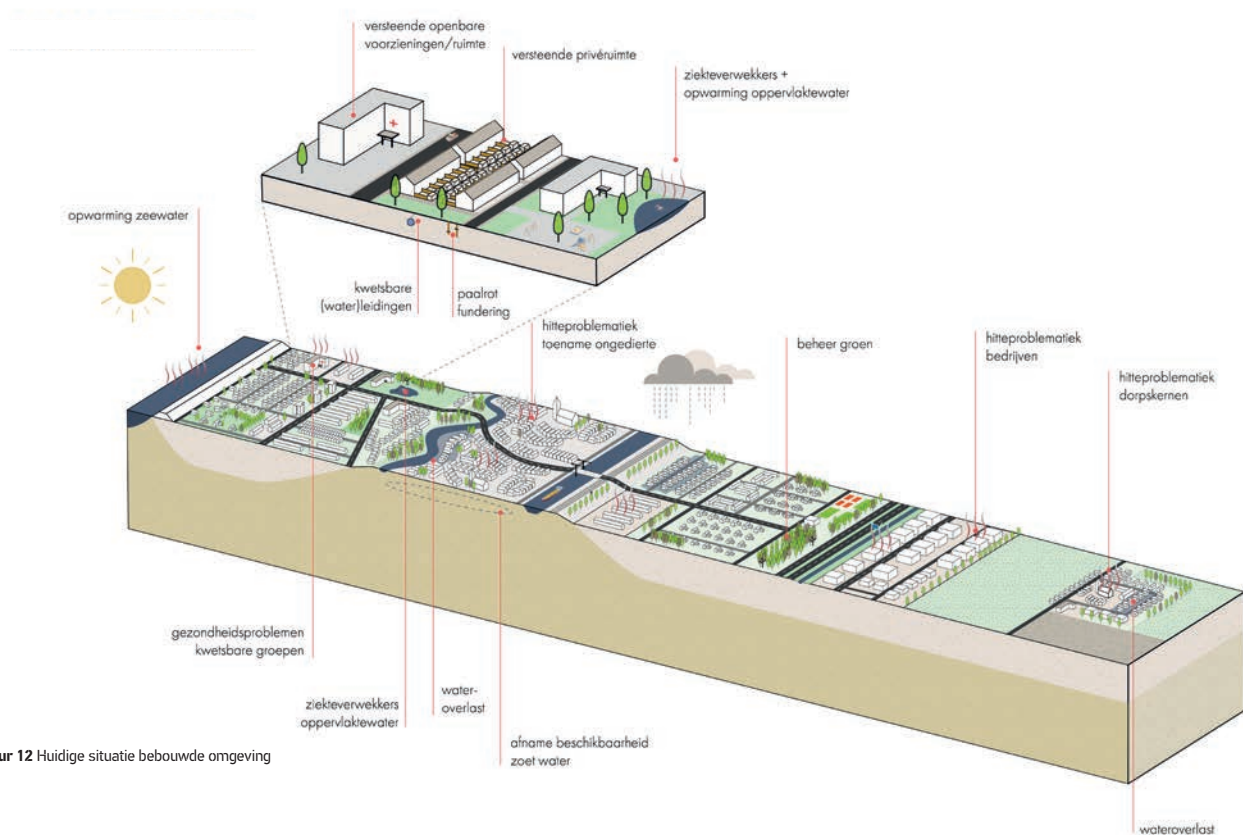 versteende openbare
voorzieningen/ruimte
versteende privéruimte
ziekteverwekkers +
opwarming oppervlaktewater
opwarming zeewater
kwetsbare
(water)leidingen
paalrot
fundering
hitteproblematiek
toename ongedierte
beheer groen
hitteproblematiek
bedrijven
hitteproblematiek
dorpskernen
gezondheidsproblemen
kwetsbare groepen
ziekteverwekkers
oppervlaktewater
water-
overlast
afname beschikbaarheid
zoet water
ur 12 Huidige situatie bebouwde omgeving
wateroverlast